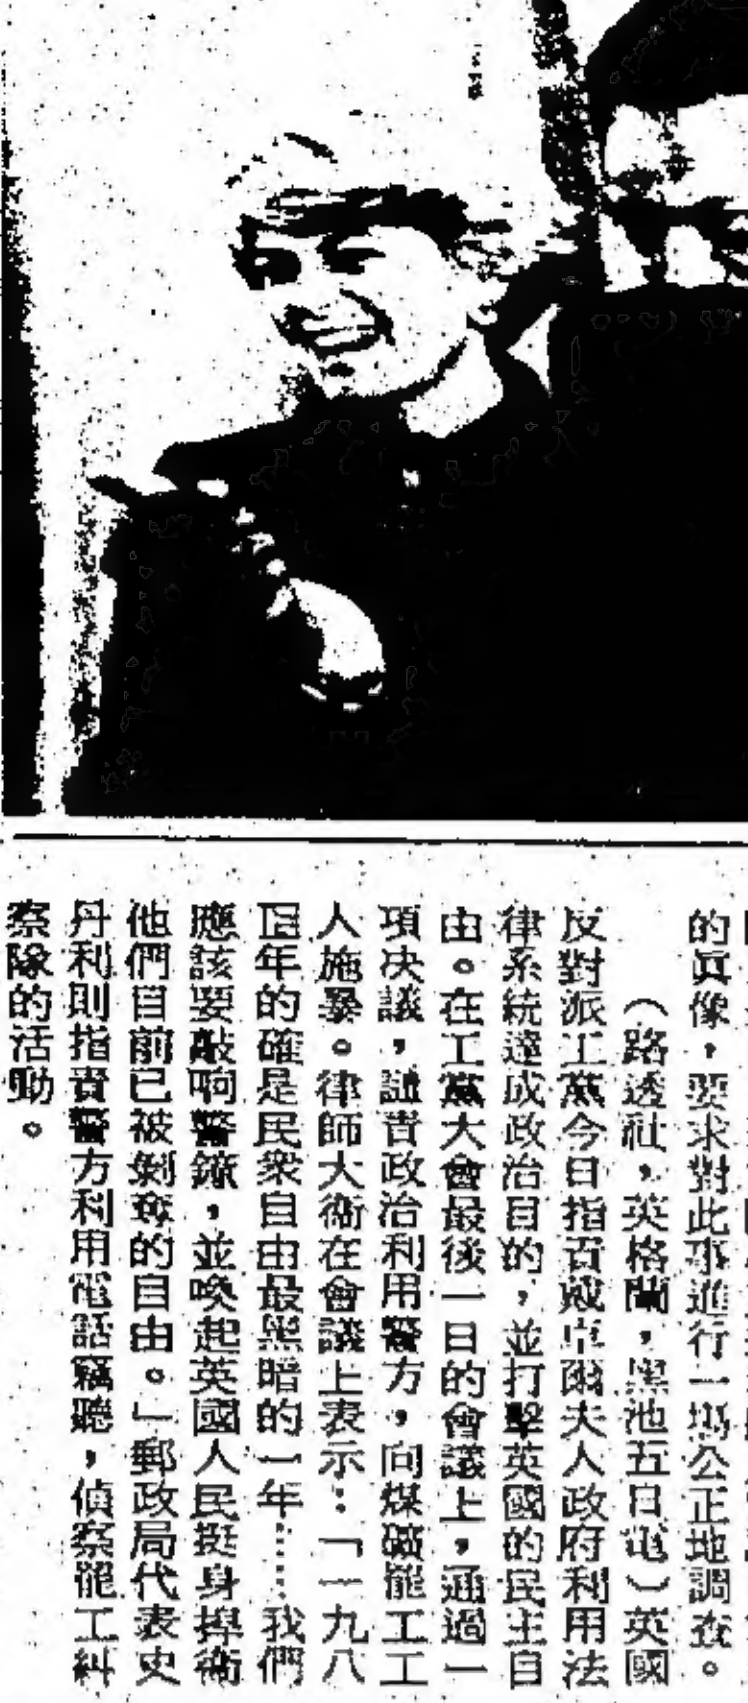 的眞像，要求對此事進行一塲公正地調查。
（路透社，英格蘭，黑池五日電）英國
反對派工黨今日指責戴卓爾夫人政府利用法
律系統達成政治目的，並打擊英國的民主自
由。在工黨大會最後一日的會議上，通過一
項决議，譴責政治利用警方，向煤礦罷工工
人施暴。律師大衛在會議上表示：「一九八
四年的確是民衆自由最黑暗的一年……我們
應該要敲响警鐘，並喚起英國人民挺身捍衛
他們目前已被剝奪的自由。」郵政局代表史
丹利則指責警方利用電話竊聽，偵察罷工糾
察隊的活動。